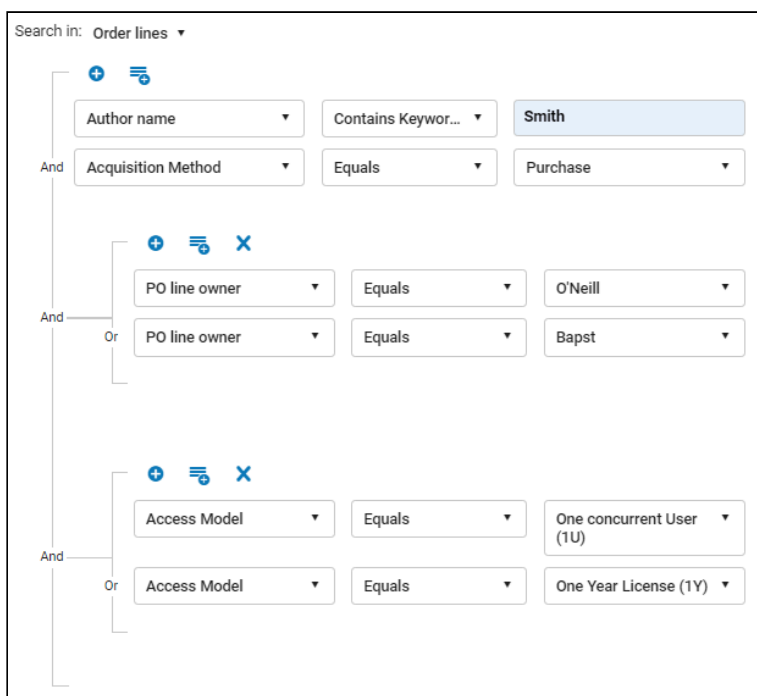 Search in: Order lines
Author name Contains Keywor... Smith
And Acquisition Method Equals Purchase
PO line owner Equals O'Neill
And
Or PO line owner Equals Bapst
Access Model Equals One concurrent User
(1U)
And
Or Access Model Equals One Year License (1Y)